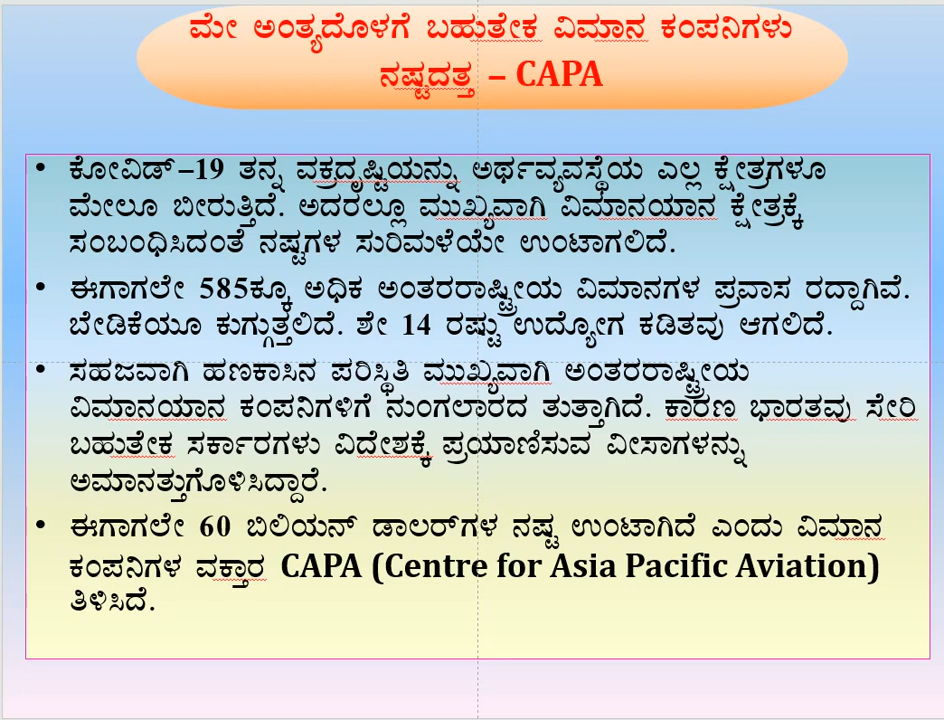 ಮೇ ಅಂತ್ಯದೊಳಗೆ ಬಹುತೇಕ ವಿಮಾನ ಕಂಪನಿಗಳು
ನಷ್ಟದತ್ತ – CAPA
• ಕೋವಿಡ್–19 ತನ್ನ ವಕ್ರದೃಷ್ಟಿಯನ್ನು ಅರ್ಥವ್ಯವಸ್ಥೆಯ ಎಲ್ಲ ಕ್ಷೇತ್ರಗಳೂ
ಮೇಲೂ ಬೀರುತ್ತಿದೆ. ಅದರಲ್ಲೂ ಮುಖ್ಯವಾಗಿ ವಿಮಾನಯಾನ ಕ್ಷೇತ್ರಕ್ಕೆ
ಸಂಬಂಧಿಸಿದಂತೆ ನಷ್ಟಗಳ ಸುರಿಮಳೆಯೇ ಉಂಟಾಗಲಿದೆ.
• ಈಗಾಗಲೇ 585ಕ್ಕೂ ಅಧಿಕ ಅಂತರರಾಷ್ಟ್ರೀಯ ವಿಮಾನಗಳ ಪ್ರವಾಸ ರದ್ದಾಗಿವೆ.
ಬೇಡಿಕೆಯೂ ಕುಗ್ಗುತ್ತಲಿದೆ. ಶೇ 14 ರಷ್ಟು ಉದ್ಯೋಗ ಕಡಿತವು ಆಗಲಿದೆ.
• ಸಹಜವಾಗಿ ಹಣಕಾಸಿನ ಪರಿಸ್ಥಿತಿ ಮುಖ್ಯವಾಗಿ ಅಂತರರಾಷ್ಟ್ರೀಯ
ವಿಮಾನಯಾನ ಕಂಪನಿಗಳಿಗೆ ನುಂಗಲಾರದ ತುತ್ತಾಗಿದೆ. ಕಾರಣ ಭಾರತವು ಸೇರಿ
ಬಹುತೇಕ ಸರ್ಕಾರಗಳು ವಿದೇಶಕ್ಕೆ ಪ್ರಯಾಣಿಸುವ ವೀಸಾಗಳನ್ನು
ಅಮಾನತ್ತುಗೊಳಿಸಿದ್ದಾರೆ.
• ಈಗಾಗಲೇ 60 ಬಿಲಿಯನ್ ಡಾಲರ್‌ಗಳ ನಷ್ಟ ಉಂಟಾಗಿದೆ ಎಂದು ವಿಮಾನ
ಕಂಪನಿಗಳ ವಕ್ತಾರ CAPA (Centre for Asia Pacific Aviation)
ತಿಳಿಸಿದೆ.